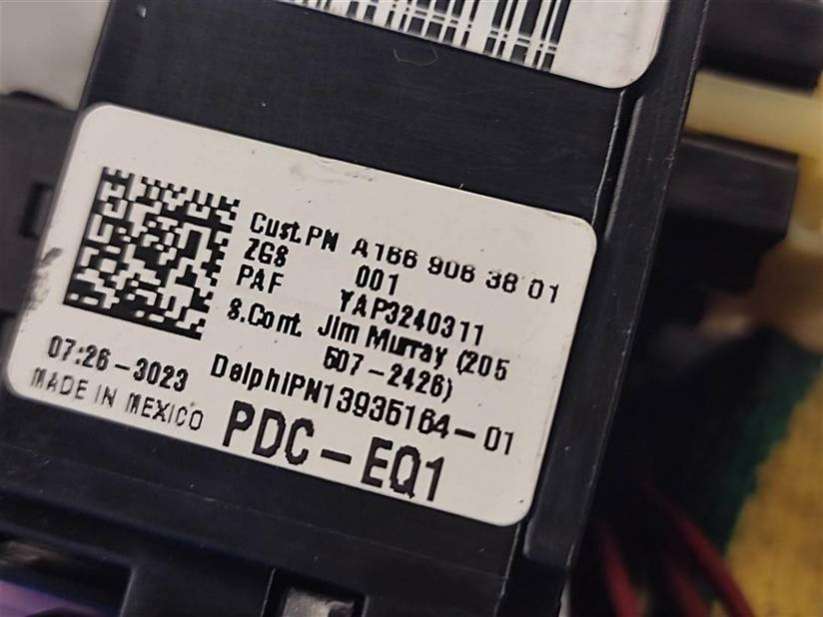 Cust.PN A166 906 38 01
ZGS 001
PAF YAP3240311
S.Cont. Jim Murray (205
507-2426)
07:26-3023 DelphiPN13935164-01
MADE IN MEXICO PDC-EQ1